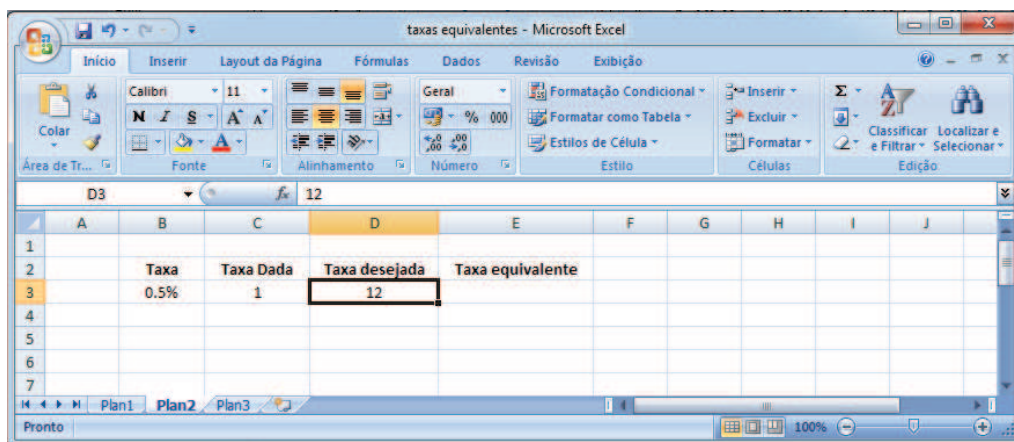 taxas equivalentes - Microsoft Excel
Início Inserir Layout da Página Fórmulas Dados Revisão Exibição
Calibri 11 Geral Formatação Condicional Inserir Σ
N I S A A % 000 Formatar como Tabela Excluir
Colar A ,00 ,00 Estilos de Célula Formatar Classificar e Filtrar Localizar e Selecionar
Área de Tr... Fonte Alinhamento Número Estilo Células Edição
D3 fx 12
A B C D E F G H I J
1
2 Taxa Taxa Dada Taxa desejada Taxa equivalente
3 0.5% 1 12
4
5
6
7
Plan1 Plan2 Plan3
Pronto 100%